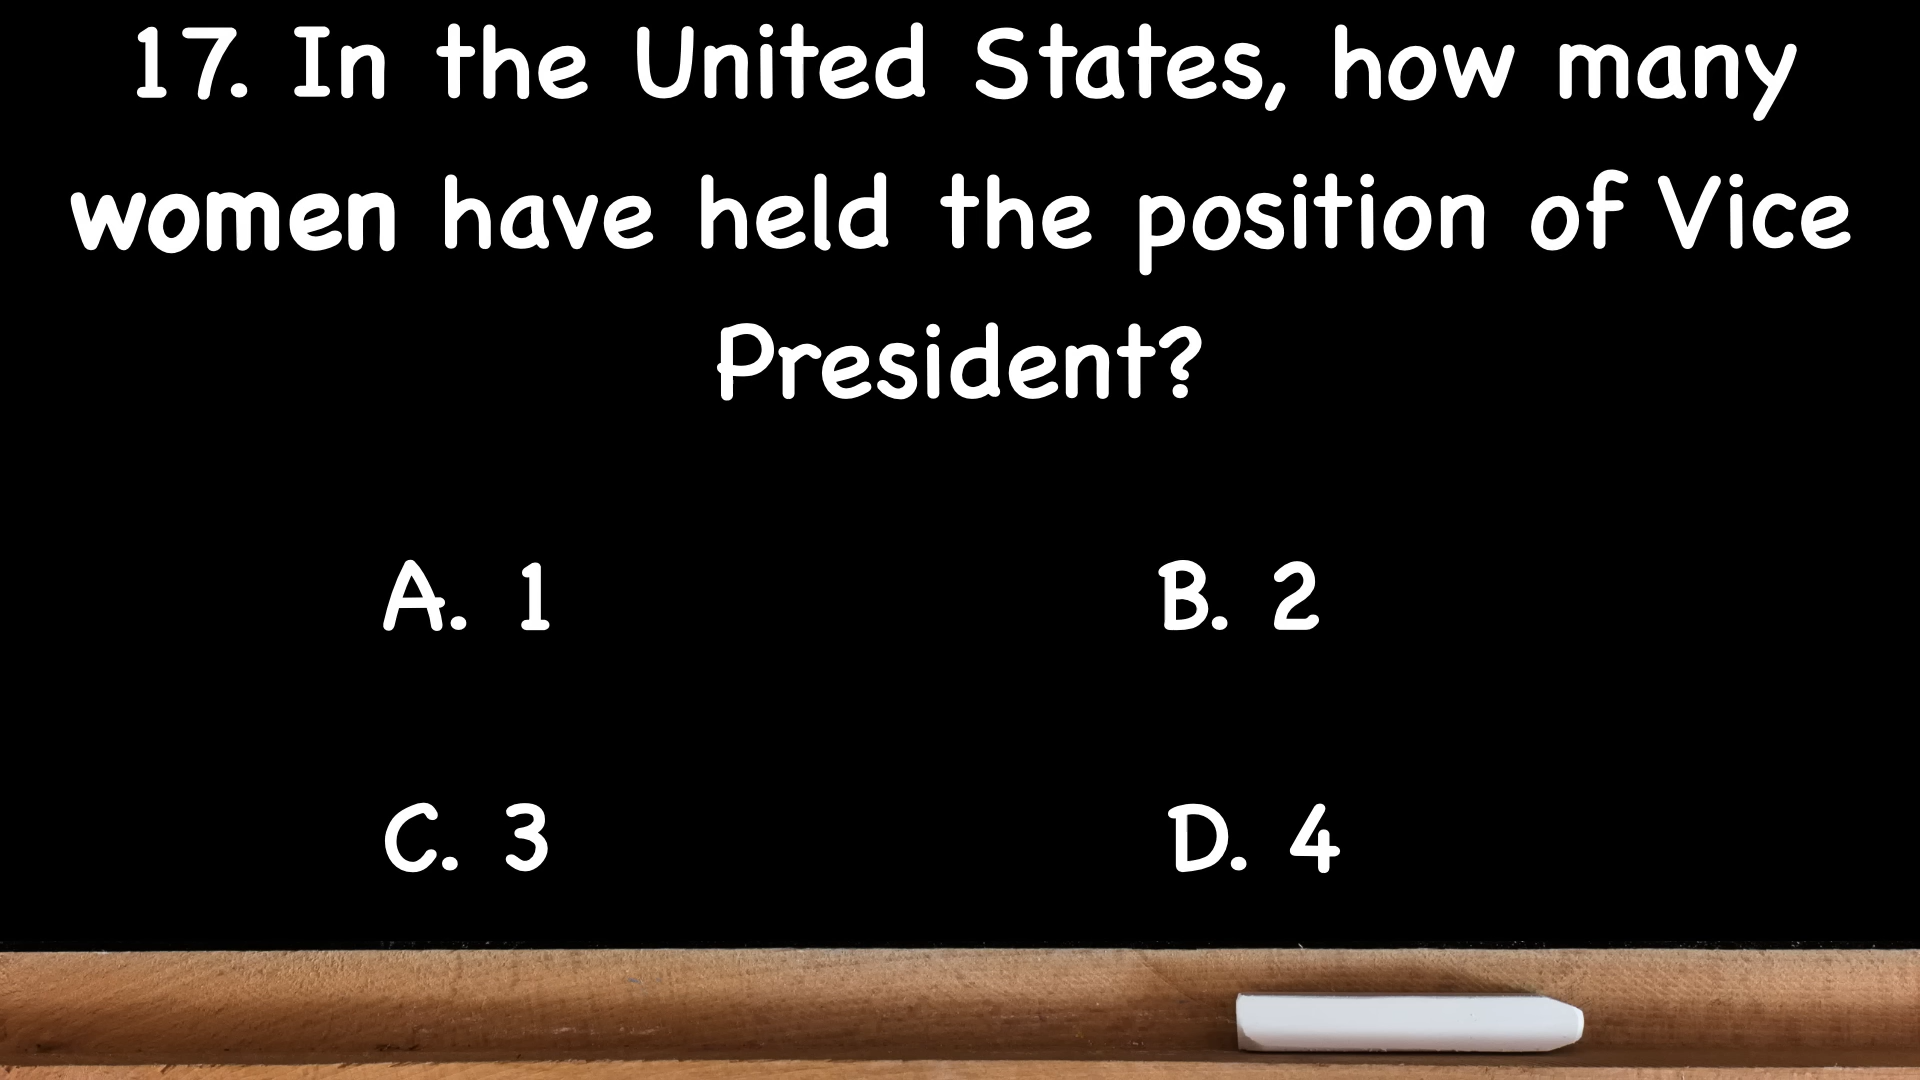 17. In the United States, how many
women have held the position of Vice
President?
A. 1
B. 2
C. 3
D. 4